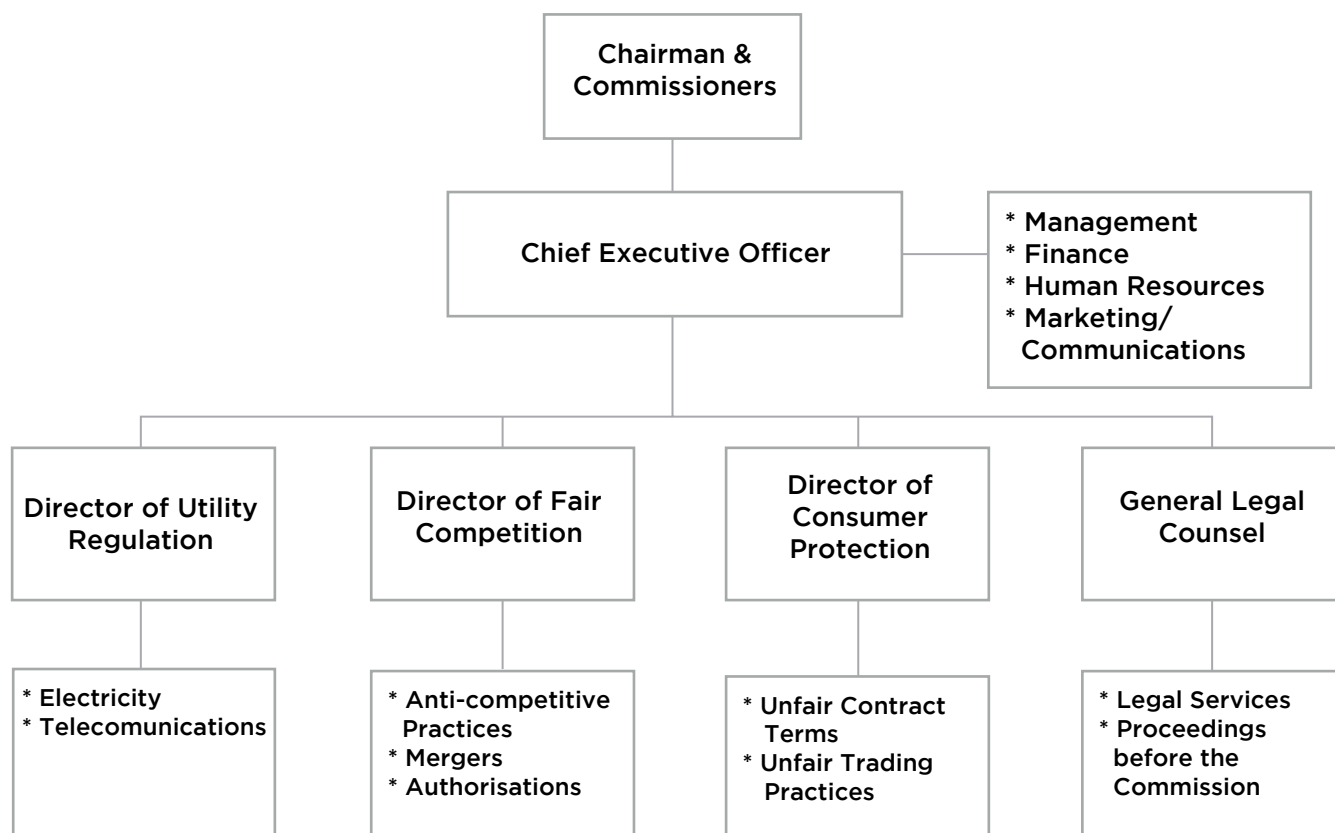 Chairman &
Commissioners
Chief Executive Officer
* Management
* Finance
* Human Resources
* Marketing/
Communications
Director of Utility
Regulation
Director of Fair
Competition
Director of
Consumer
Protection
General Legal
Counsel
* Electricity
* Telecomunications
* Anti-competitive
Practices
* Mergers
* Authorisations
* Unfair Contract
Terms
* Unfair Trading
Practices
* Legal Services
* Proceedings
before the
Commission